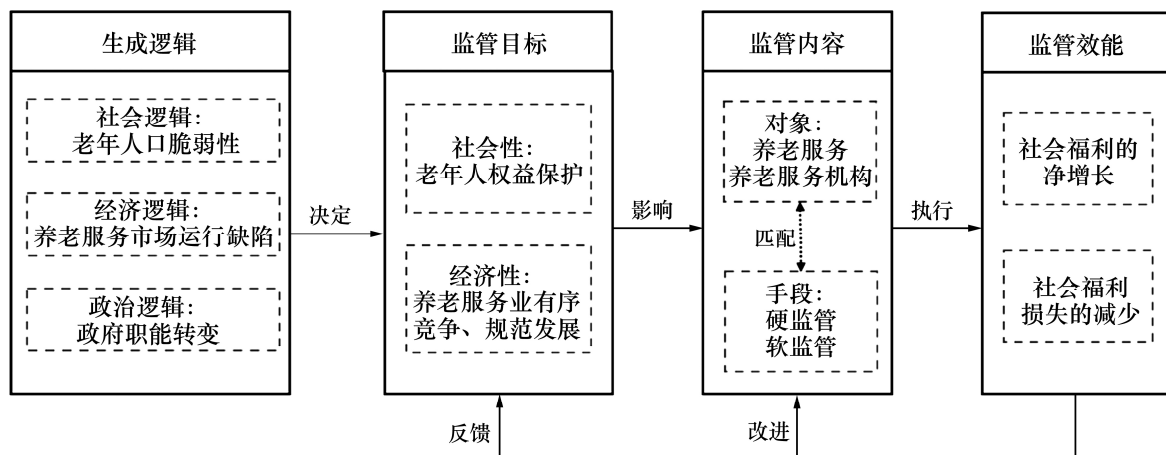 生成逻辑
社会逻辑：
老年人口脆弱性
经济逻辑：
养老服务市场运行缺陷
政治逻辑：
政府职能转变
决定
监管目标
社会性：
老年人权益保护
经济性：
养老服务业有序
竞争、规范发展
影响
监管内容
对象：
养老服务
养老服务机构
匹配
手段：
硬监管
软监管
执行
监管效能
社会福利的
净增长
社会福利
损失的减少
反馈
改进